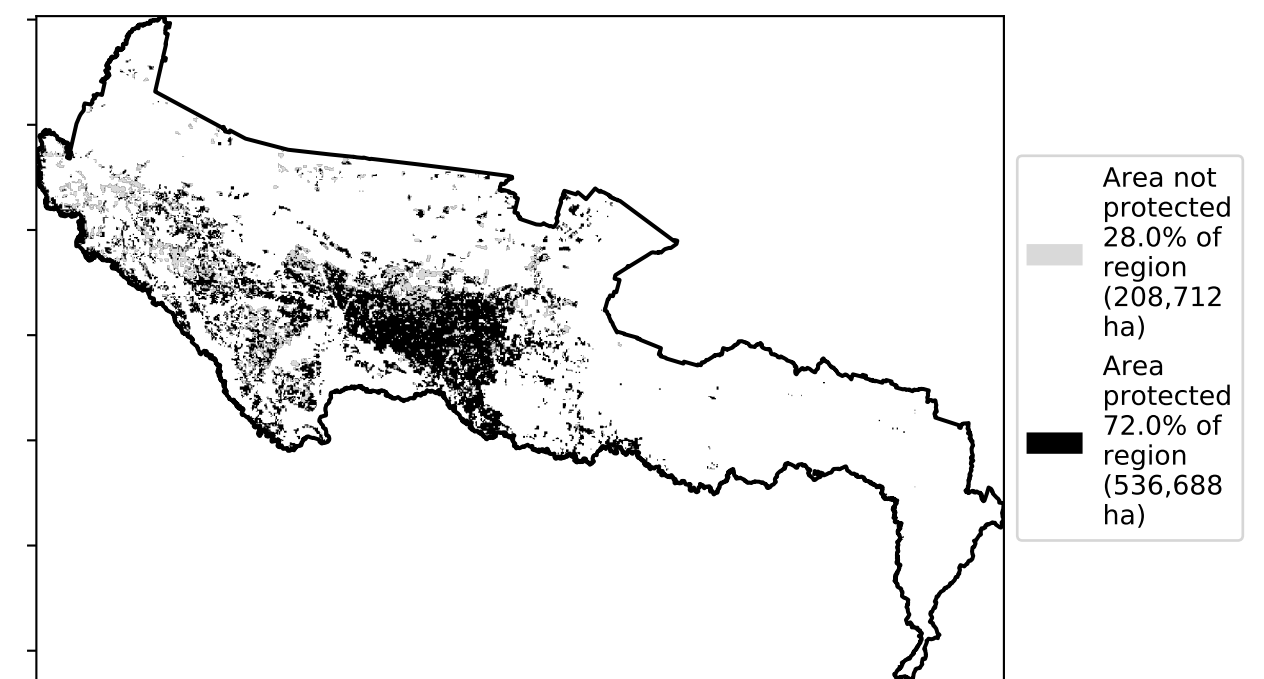 Area not
protected
28.0% of
region
(208,712
ha)
Area
protected
72.0% of
region
(536,688
ha)